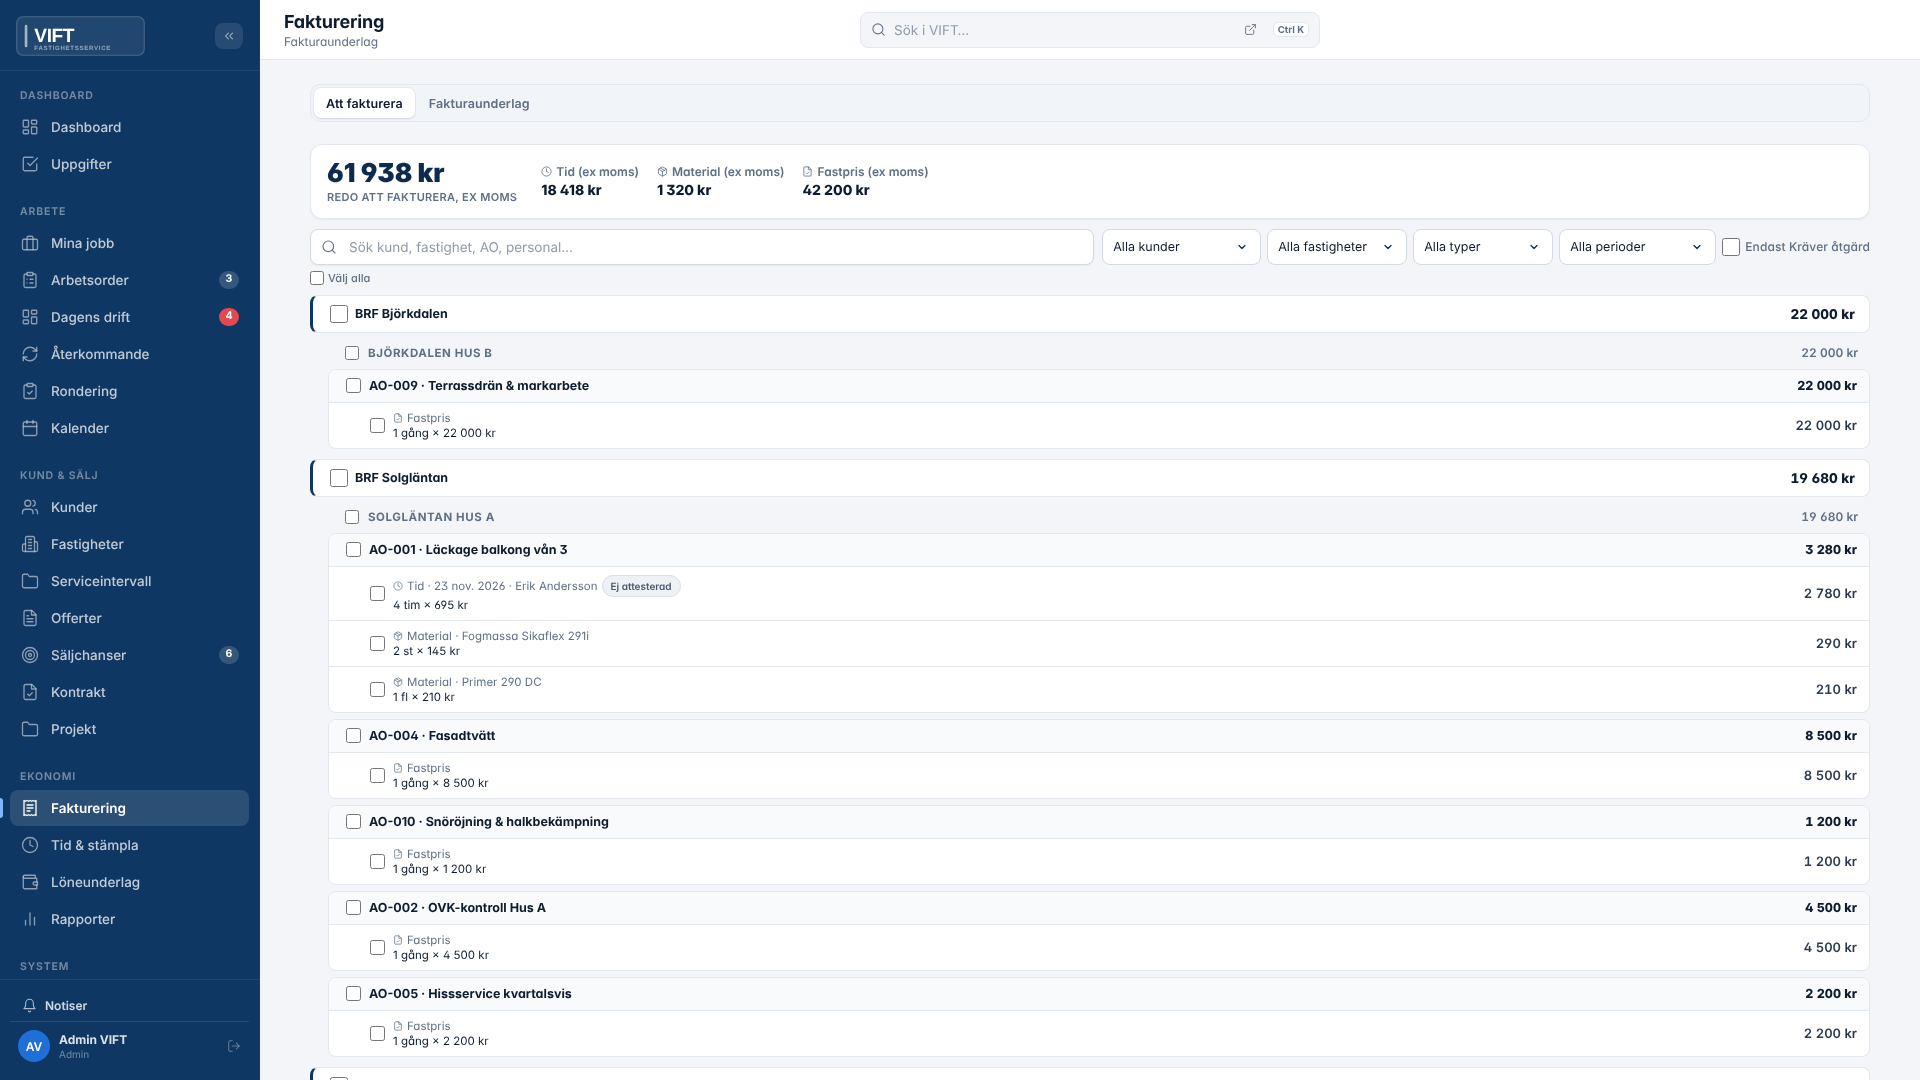 VIFT
FASTIGHETSSERVICE
DASHBOARD
Dashboard
Uppgifter
ARBETE
Mina jobb
Arbetsorder 3
Dagens drift 4
Återkommande
Rondering
Kalender
KUND & SÄLJ
Kunder
Fastigheter
Serviceintervall
Offerter
Säljchanser 6
Kontrakt
Projekt
EKONOMI
Fakturering
Tid & stämpla
Löneunderlag
Rapporter
SYSTEM
Notiser
AV Admin VIFT
Admin
Fakturering
Fakturaunderlag
Sök i VIFT... Ctrl K
Att fakturera Fakturaunderlag
61 938 kr
REDO ATT FAKTURERA, EX MOMS
Tid (ex moms)
18 418 kr
Material (ex moms)
1 320 kr
Fastpris (ex moms)
42 200 kr
Sök kund, fastighet, AO, personal... Alla kunder Alla fastigheter Alla typer Alla perioder Endast Kräver åtgärd
Välj alla
BRF Björkdalen 22 000 kr
BJÖRKDALEN HUS B 22 000 kr
AO-009 · Terrassdrän & markarbete 22 000 kr
Fastpris
1 gång × 22 000 kr 22 000 kr
BRF Solgläntan 19 680 kr
SOLGLÄNTAN HUS A 19 680 kr
AO-001 · Läckage balkong vån 3 3 280 kr
Tid · 23 nov. 2026 · Erik Andersson Ej attesterad
4 tim × 695 kr 2 780 kr
Material · Fogmassa Sikaflex 291i
2 st × 145 kr 290 kr
Material · Primer 290 DC
1 fl × 210 kr 210 kr
AO-004 · Fasadtvätt 8 500 kr
Fastpris
1 gång × 8 500 kr 8 500 kr
AO-010 · Snöröjning & halkbekämpning 1 200 kr
Fastpris
1 gång × 1 200 kr 1 200 kr
AO-002 · OVK-kontroll Hus A 4 500 kr
Fastpris
1 gång × 4 500 kr 4 500 kr
AO-005 · Hissservice kvartalsvis 2 200 kr
Fastpris
1 gång × 2 200 kr 2 200 kr